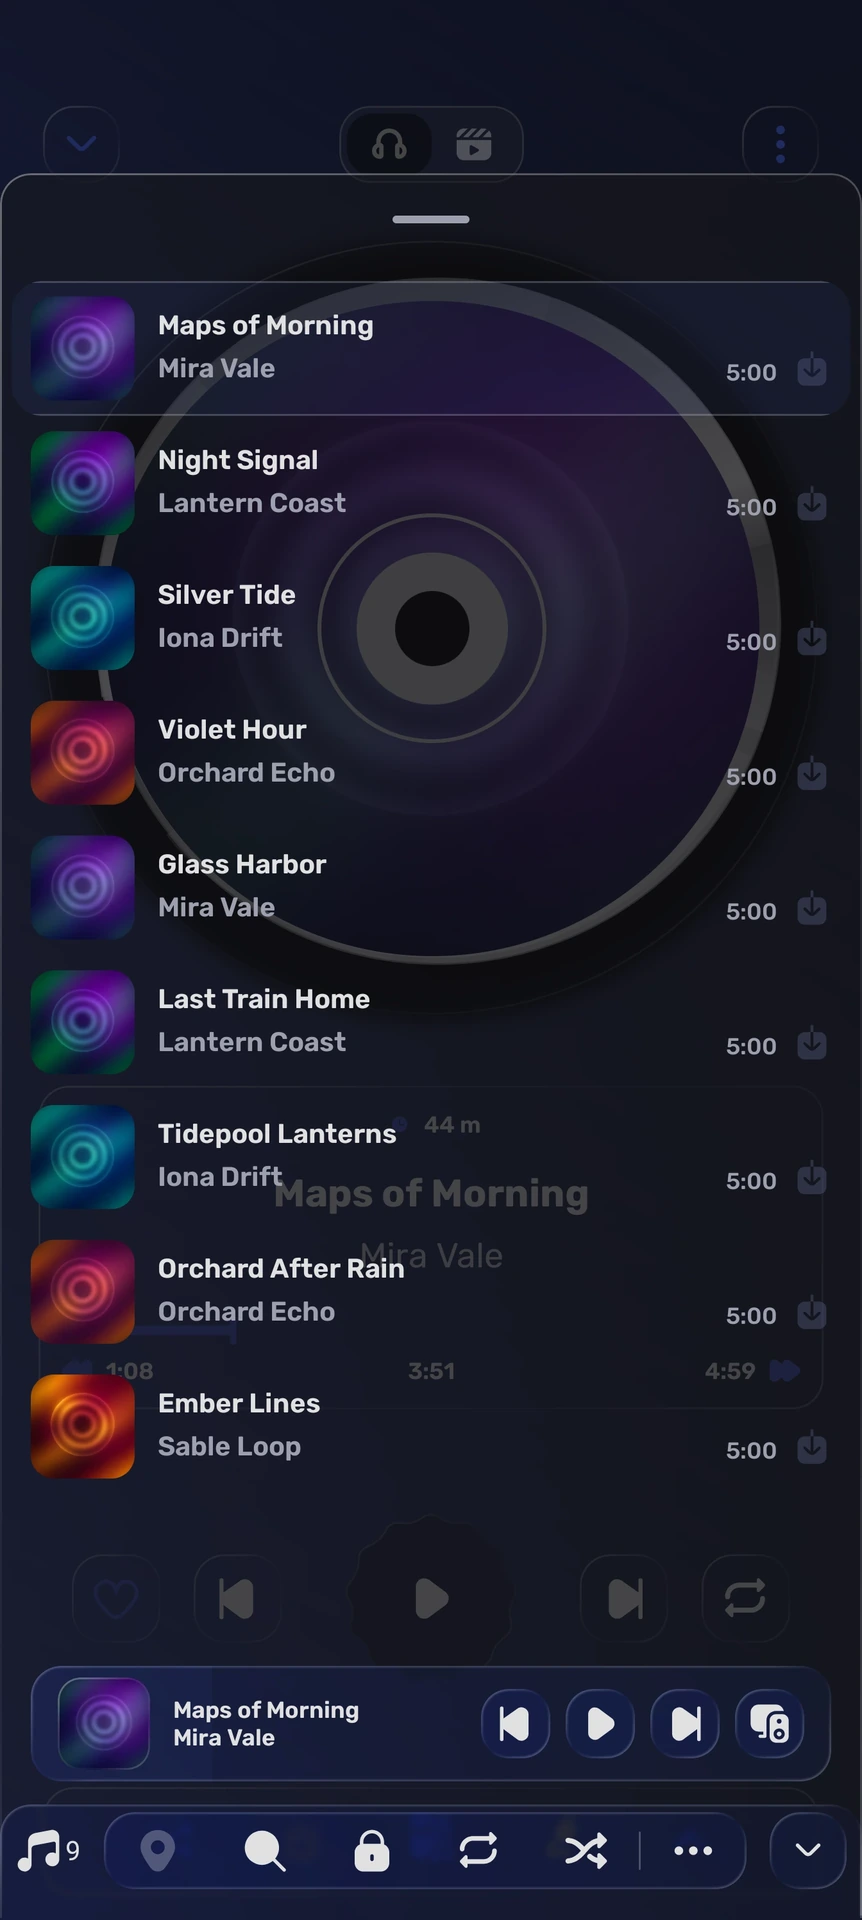 Maps of Morning
Mira Vale
5:00
Night Signal
Lantern Coast
5:00
Silver Tide
Iona Drift
5:00
Violet Hour
Orchard Echo
5:00
Glass Harbor
Mira Vale
5:00
Last Train Home
Lantern Coast
5:00
44 m
Tidepool Lanterns
Iona Drift
5:00
Maps of Morning
Mira Vale
Orchard After Rain
Orchard Echo
5:00
1:08 3:51 4:59
Ember Lines
Sable Loop
5:00
Maps of Morning
Mira Vale
9